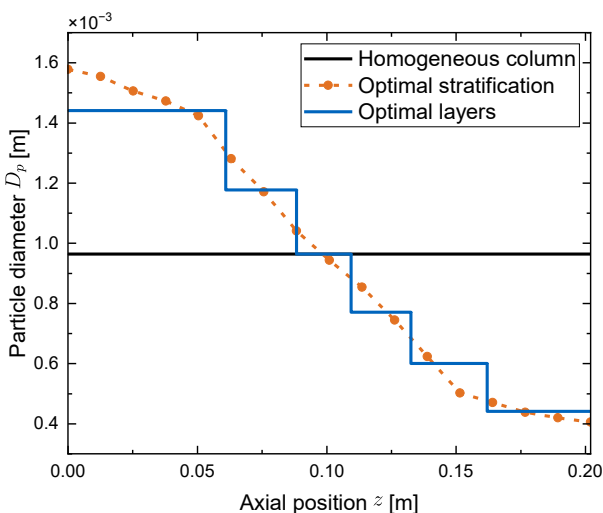 ×10⁻³
1.6
1.4
1.2
1.0
0.8
0.6
0.4
Particle diameter Dₚ [m]
Homogeneous column
Optimal stratification
Optimal layers
0.00
0.05
0.10
0.15
0.20
Axial position z [m]